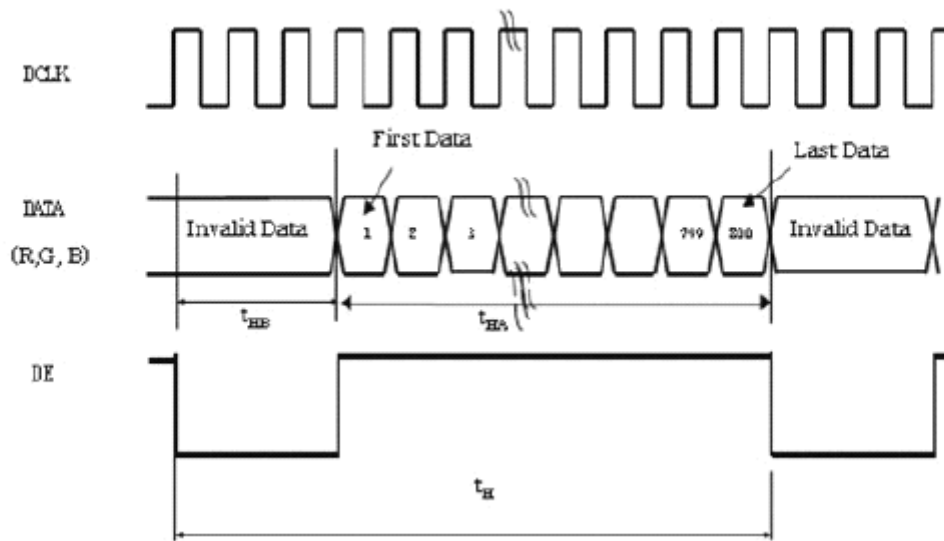 DCLK
First Data
Last Data
DATA
(R,G, B)
Invalid Data
1
2
3
799
800
Invalid Data
tHB
tHA
DE
tH